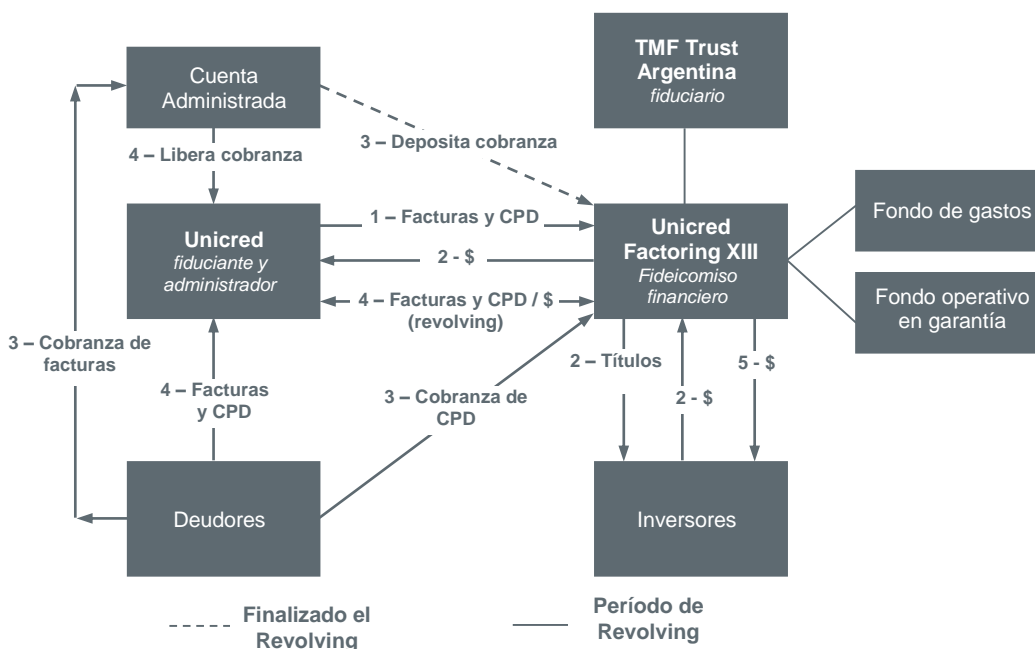 Cuenta
Administrada
TMF Trust
Argentina
fiduciario
3 – Deposita cobranza
4 – Libera cobranza
Unicred
fiduciante y
administrador
1 – Facturas y CPD
2 - $
4 – Facturas y CPD / $
(revolving)
Unicred
Factoring XIII
Fideicomiso
financiero
Fondo de gastos
Fondo operativo
en garantía
3 – Cobranza de
facturas
4 – Facturas
y CPD
3 – Cobranza de
CPD
2 – Títulos
2 - $
5 - $
Deudores
Inversores
Finalizado el
Revolving
Período de
Revolving